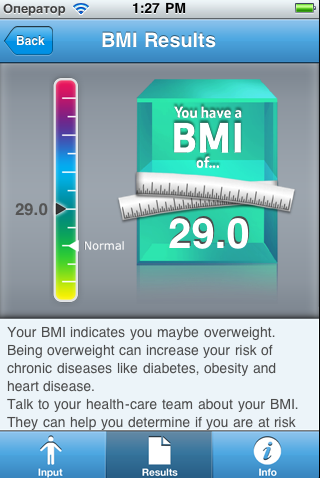 Оператор 1:27 PM
Back BMI Results
You have a
BMI
of...
29.0
Normal
29.0
Your BMI indicates you maybe overweight.
Being overweight can increase your risk of
chronic diseases like diabetes, obesity and
heart disease.
Talk to your health-care team about your BMI.
They can help you determine if you are at risk
Input Results Info